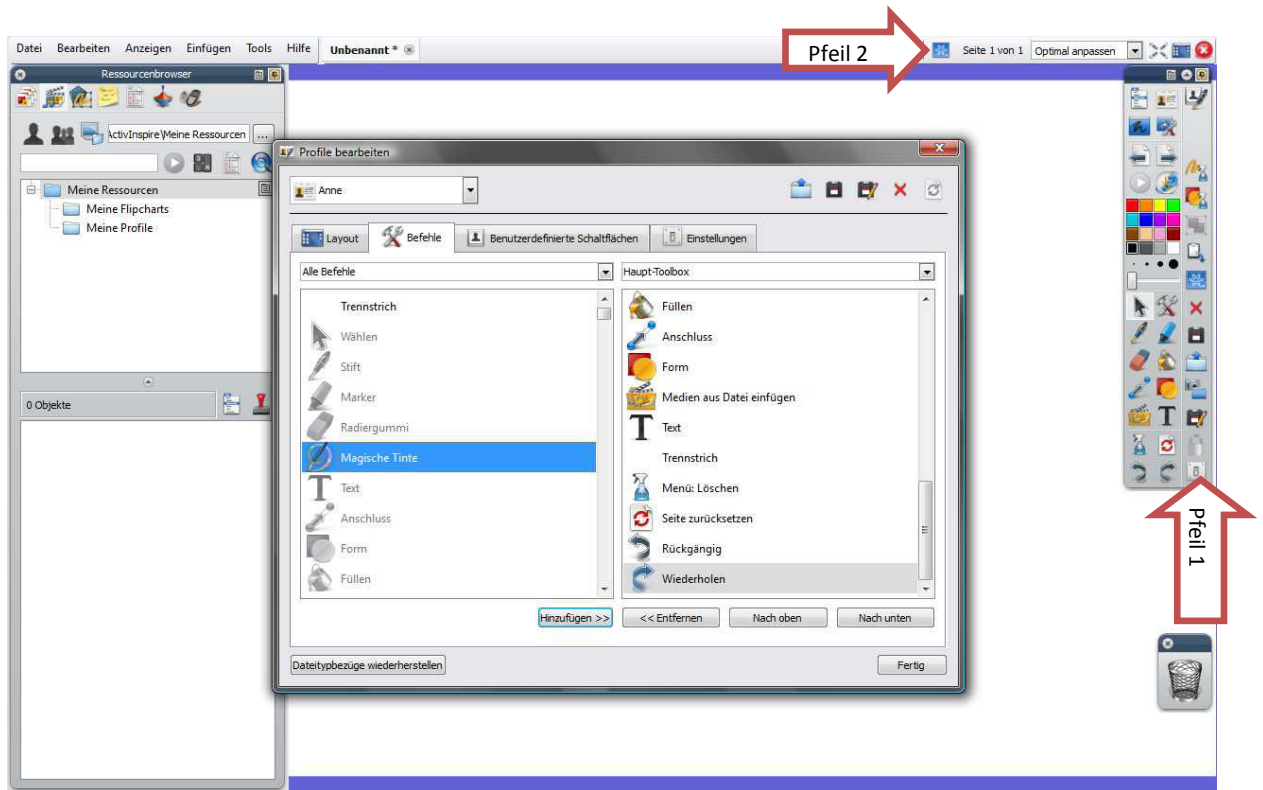 Datei Bearbeiten Anzeigen Einfügen Tools Hilfe Unbenannt * Pfeil 2 Seite 1 von 1 Optimal anpassen
Ressourcenbrowser
ActivInspire\Meine Ressourcen ...
Meine Ressourcen
Meine Flipcharts
Meine Profile
0 Objekte
Profile bearbeiten
Anne
Layout Befehle Benutzerdefinierte Schaltflächen Einstellungen
Alle Befehle
Trennstrich
Wählen
Stift
Marker
Radiergummi
Magische Tinte
Text
Anschluss
Form
Füllen
Haupt-Toolbox
Füllen
Anschluss
Form
Medien aus Datei einfügen
Text
Trennstrich
Menü: Löschen
Seite zurücksetzen
Rückgängig
Wiederholen
Hinzufügen >> << Entfernen Nach oben Nach unten
Dateitypbezüge wiederherstellen Fertig
Pfeil 1